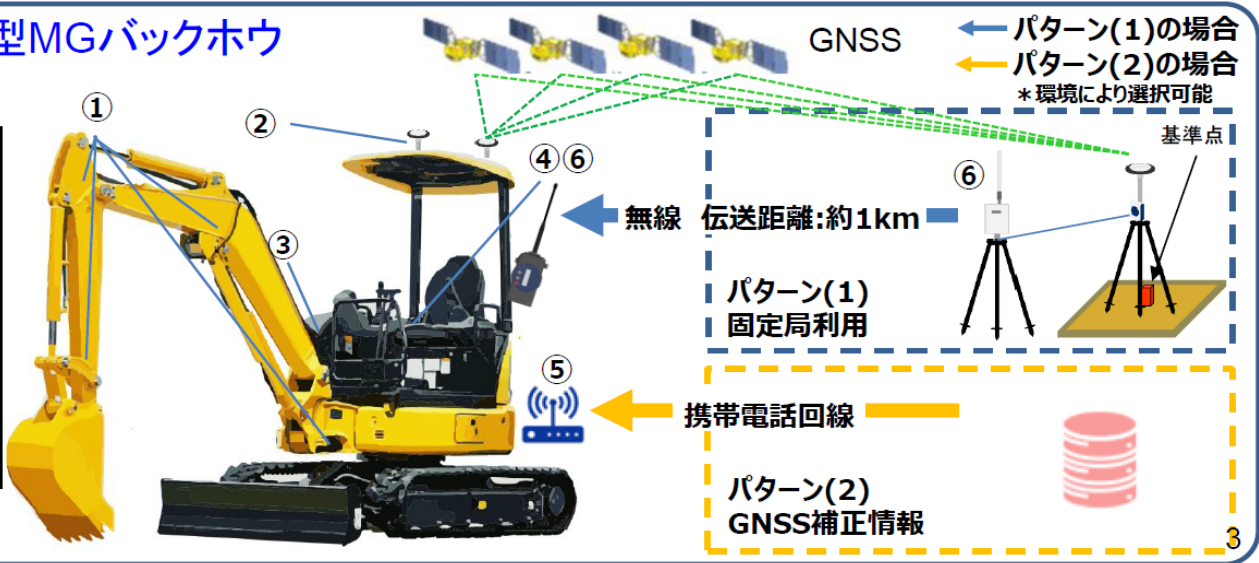 型MGバックホウ
GNSS
パターン(1)の場合
パターン(2)の場合
*環境により選択可能
①
②
③
④⑥
⑤
⑥
基準点
無線 伝送距離:約1km
パターン(1)
固定局利用
携帯電話回線
パターン(2)
GNSS補正情報
3